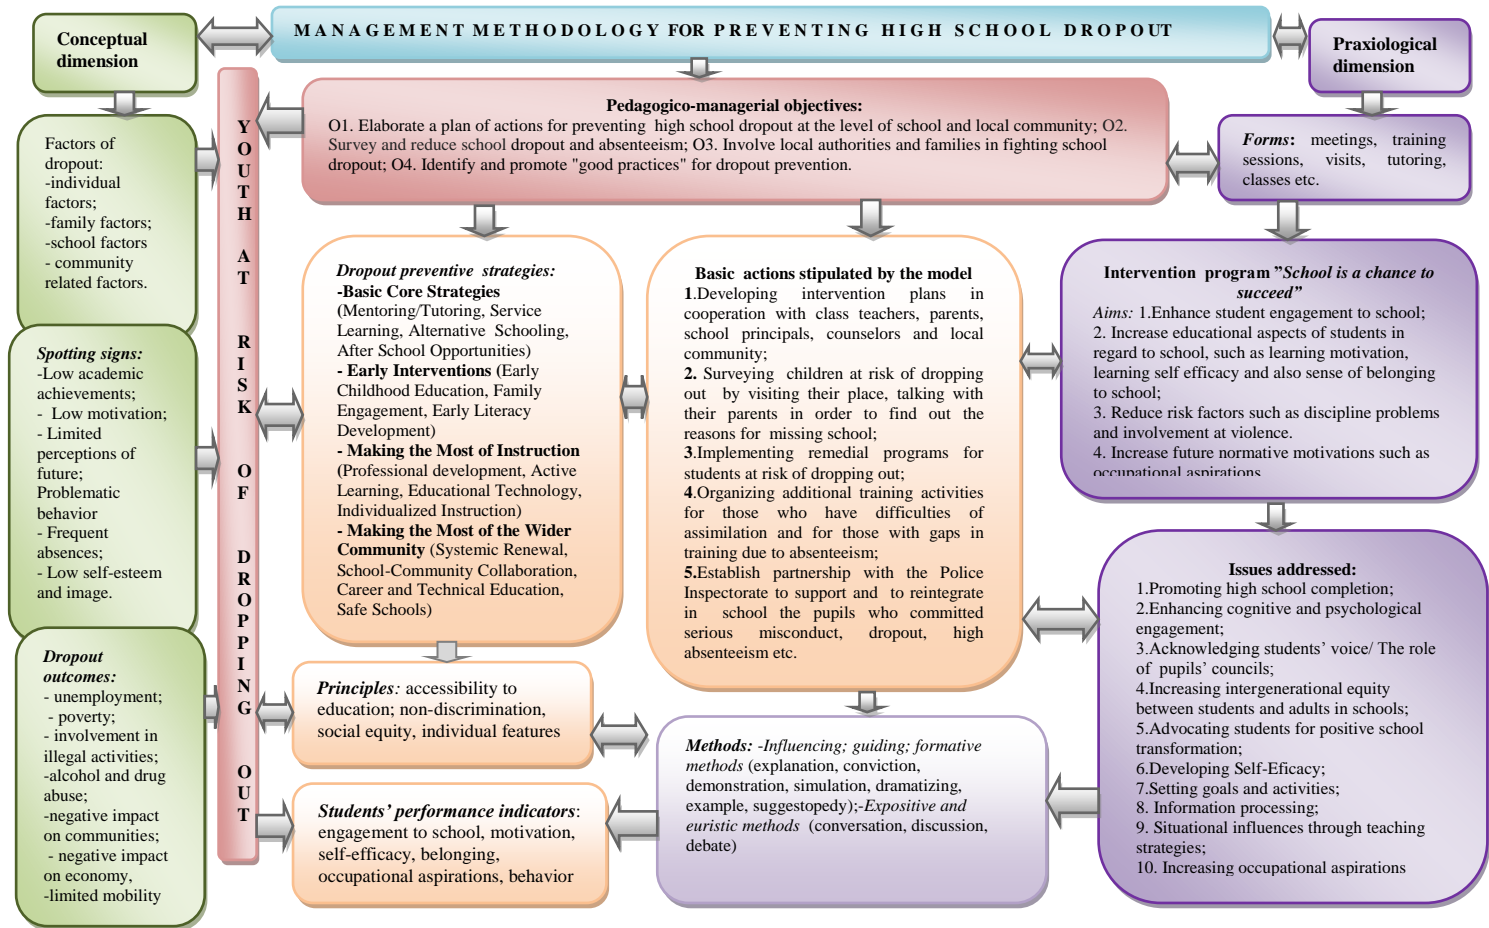 MANAGEMENT METHODOLOGY FOR PREVENTING HIGH SCHOOL DROPOUT
Conceptual
dimension
Praxiological
dimension
YOUTH AT RISK OF DROPPING OUT
Pedagogico-managerial objectives:
O1. Elaborate a plan of actions for preventing high school dropout at the level of school and local community; O2.
Survey and reduce school dropout and absenteeism; O3. Involve local authorities and families in fighting school
dropout; O4. Identify and promote "good practices" for dropout prevention.
Forms: meetings, training
sessions, visits, tutoring,
classes etc.
Factors of
dropout:
-individual
factors;
-family factors;
-school factors
- community
related factors.
Spotting signs:
-Low academic
achievements;
- Low motivation;
- Limited
perceptions of
future;
Problematic
behavior
- Frequent
absences;
- Low self-esteem
and image.
Dropout
outcomes:
- unemployment;
- poverty;
- involvement in
illegal activities;
-alcohol and drug
abuse;
-negative impact
on communities;
- negative impact
on economy,
-limited mobility
Dropout preventive strategies:
-Basic Core Strategies
(Mentoring/Tutoring, Service
Learning, Alternative Schooling,
After School Opportunities)
- Early Interventions (Early
Childhood Education, Family
Engagement, Early Literacy
Development)
- Making the Most of Instruction
(Professional development, Active
Learning, Educational Technology,
Individualized Instruction)
- Making the Most of the Wider
Community (Systemic Renewal,
School-Community Collaboration,
Career and Technical Education,
Safe Schools)
Principles: accessibility to
education; non-discrimination,
social equity, individual features
Students' performance indicators:
engagement to school, motivation,
self-efficacy, belonging,
occupational aspirations, behavior
Basic actions stipulated by the model
1.Developing intervention plans in
cooperation with class teachers, parents,
school principals, counselors and local
community;
2. Surveying children at risk of dropping
out by visiting their place, talking with
their parents in order to find out the
reasons for missing school;
3.Implementing remedial programs for
students at risk of dropping out;
4.Organizing additional training activities
for those who have difficulties of
assimilation and for those with gaps in
training due to absenteeism;
5.Establish partnership with the Police
Inspectorate to support and to reintegrate
in school the pupils who committed
serious misconduct, dropout, high
absenteeism etc.
Methods: -Influencing; guiding; formative
methods (explanation, conviction,
demonstration, simulation, dramatizing,
example, suggestopedy);-Expositive and
euristic methods (conversation, discussion,
debate)
Intervention program ”School is a chance to
succeed”
Aims: 1.Enhance student engagement to school;
2. Increase educational aspects of students in
regard to school, such as learning motivation,
learning self efficacy and also sense of belonging
to school;
3. Reduce risk factors such as discipline problems
and involvement at violence.
4. Increase future normative motivations such as
occupational aspirations
Issues addressed:
1.Promoting high school completion;
2.Enhancing cognitive and psychological
engagement;
3.Acknowledging students’ voice/ The role
of pupils’ councils;
4.Increasing intergenerational equity
between students and adults in schools;
5.Advocating students for positive school
transformation;
6.Developing Self-Eficacy;
7.Setting goals and activities;
8. Information processing;
9. Situational influences through teaching
strategies;
10. Increasing occupational aspirations